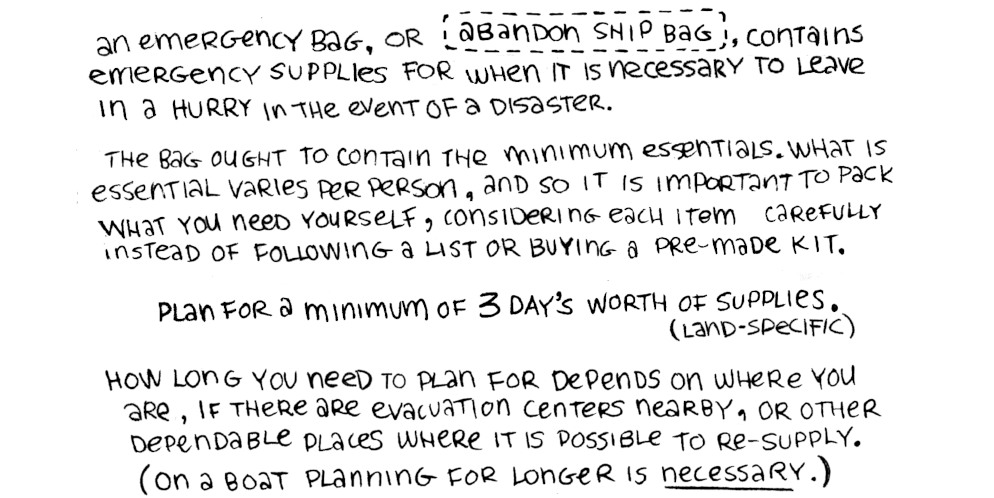 an emergency bag, or abandon ship bag, contains
emergency supplies for when it is necessary to leave
in a hurry in the event of a disaster.
The bag ought to contain the minimum essentials. What is
essential varies per person, and so it is important to pack
what you need yourself, considering each item carefully
instead of following a list or buying a pre-made kit.
Plan for a minimum of 3 day's worth of supplies.
(land-specific)
How long you need to plan for depends on where you
are, if there are evacuation centers nearby, or other
dependable places where it is possible to re-supply.
(on a boat planning for longer is necessary.)